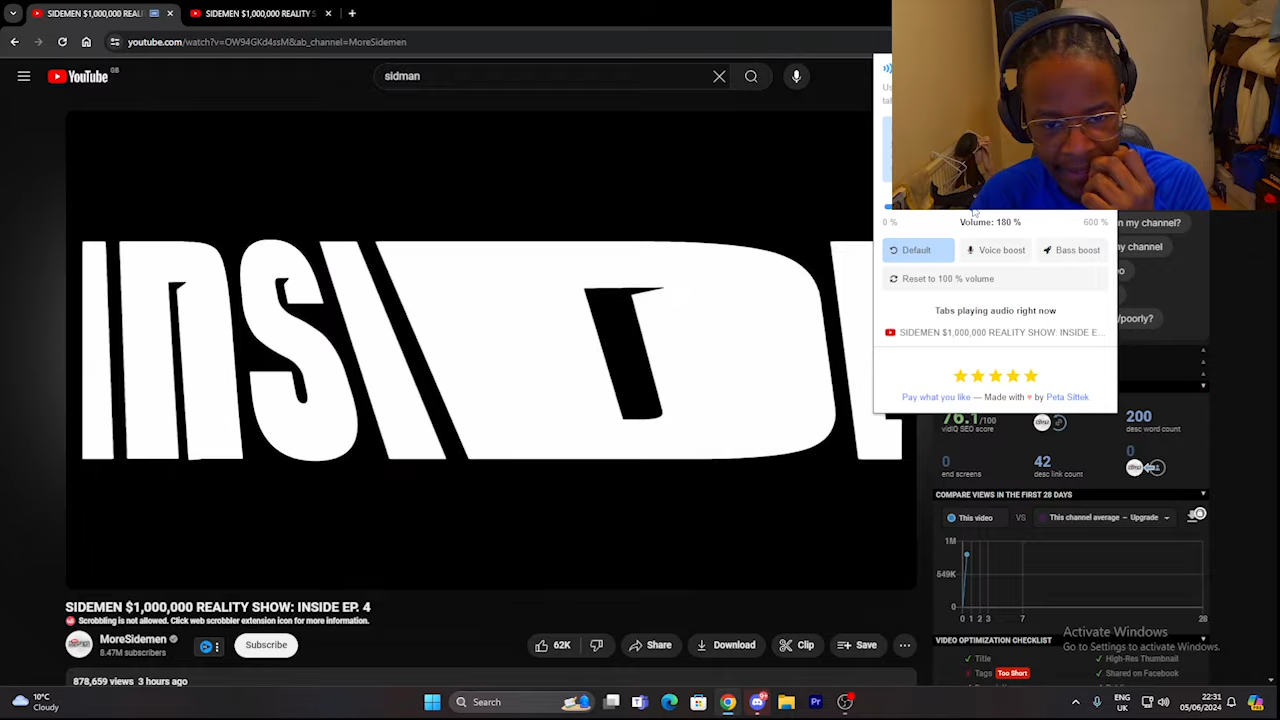 SIDEMEN $1,000,000 REALITY S
SIDEMEN $1,000,000 REALITY S
youtube.com/watch?v=OW94GKd4ssM&ab_channel=MoreSidemen
YouTube GB
sidman
INSIDE
0 %
Volume: 180 %
600 %
Default
Voice boost
Bass boost
Reset to 100 % volume
Tabs playing audio right now
SIDEMEN $1,000,000 REALITY SHOW: INSIDE E...
Pay what you like — Made with ♥ by Peta Sittek
n my channel?
my channel
/poorly?
76.1/100
vidIQ SEO score
200
desc word count
0
end screens
42
desc link count
0
COMPARE VIEWS IN THE FIRST 28 DAYS
This video
VS
This channel average – Upgrade
1M
549K
0
0 1 2 3 7 28
VIDEO OPTIMIZATION CHECKLIST
Title
High-Res Thumbnail
Tags Too Short
Shared on Facebook
Activate Windows
Go to Settings to activate Windows.
SIDEMEN $1,000,000 REALITY SHOW: INSIDE EP. 4
Scrobbling is not allowed. Click web scrobbler extension icon for more information.
MoreSidemen
8.47M subscribers
Subscribe
62K
Share
Download
Clip
Save
878,659 views 3 hours ago
10°C
Cloudy
Search
ENG
UK
22:31
05/06/2024